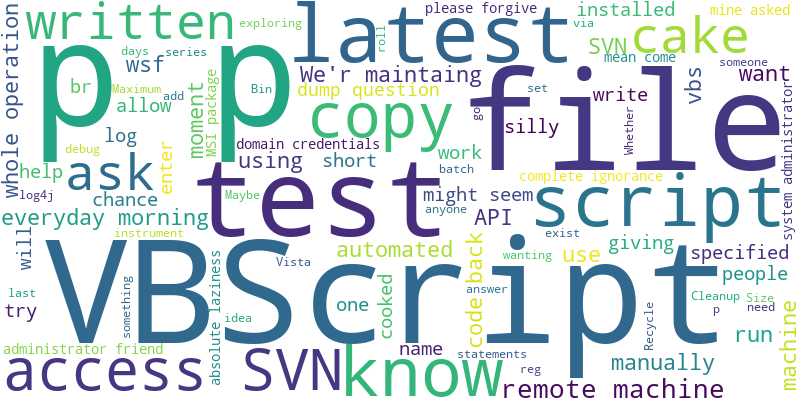 whole operation
written
p p
latest
please forgive
exploring
via
roll
installed
mine asked
SVN
cake
mean come
days
series
wsf
br
Maximum
add
Bin
We'r maintaing
dump question
set
someone
allow
moment
MSI package
copy
file
go
write
vbs
want
silly
Whether
log
debug
help
ask
chance
enter
domain credentials
using
short
work
batch
system administrator
complete ignorance
log4j
Maybe
test
might seem
anyone
API
script
everyday morning
instrument
will
VBScript
automated
exist
wanting
use
giving
specified
people
Vista
answer
code back
something
absolute laziness
idea
one
cooked
Recycle
Cleanup
Size
p
need
last
try
run
machine
administrator friend
name
statements
reg
manually
access
SVN
know
remote machine